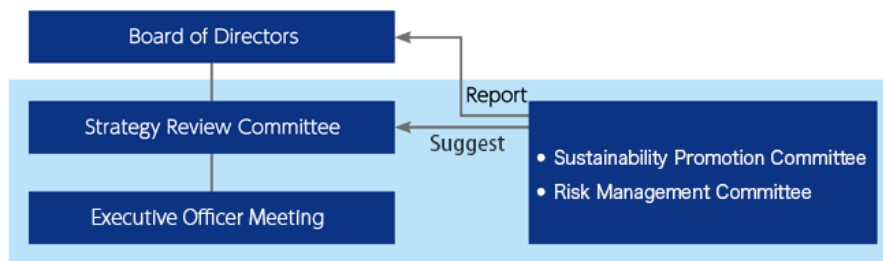 Board of Directors
Report
Strategy Review Committee
Suggest
• Sustainability Promotion Committee
• Risk Management Committee
Executive Officer Meeting